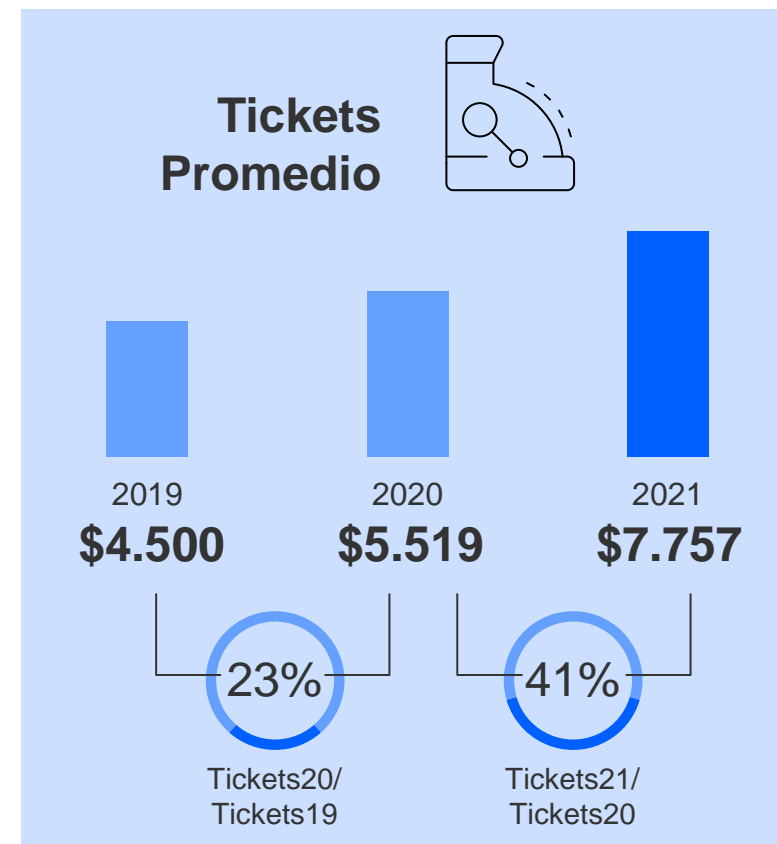 Tickets
Promedio
2019
2020
2021
$4.500
$5.519
$7.757
23%
41%
Tickets20/
Tickets19
Tickets21/
Tickets20